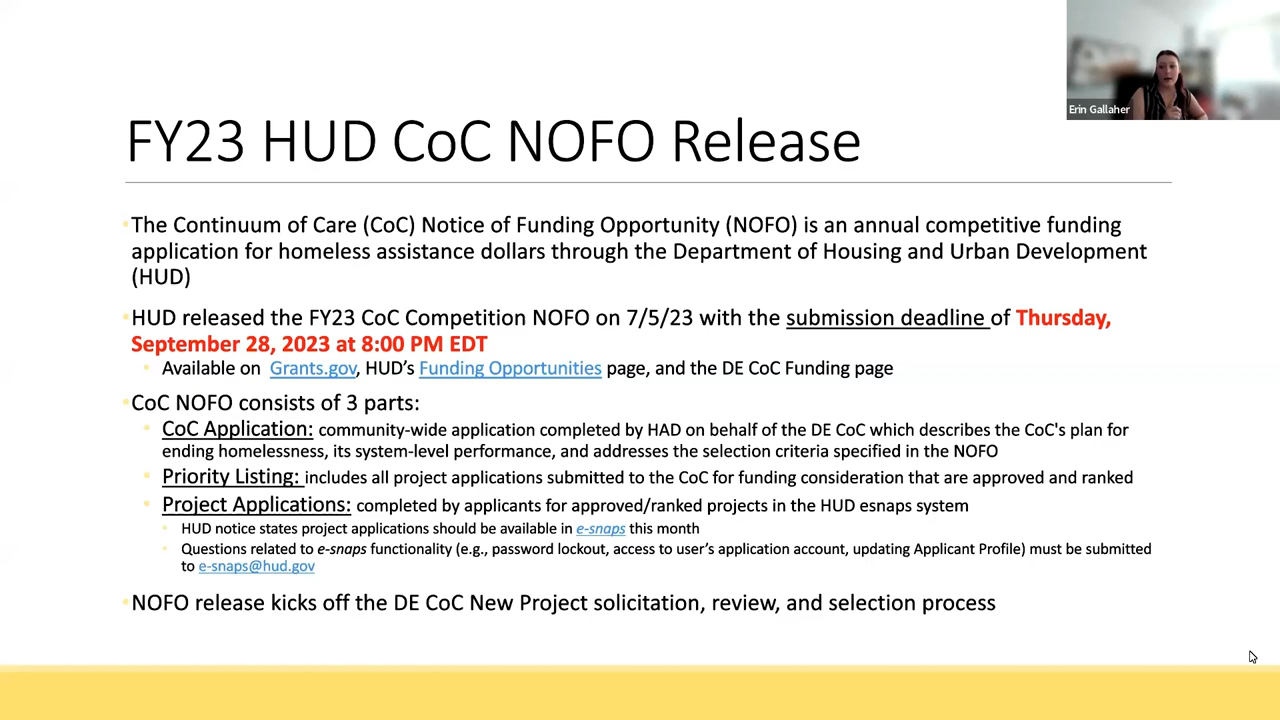 Erin Gallaher
FY23 HUD CoC NOFO Release
The Continuum of Care (CoC) Notice of Funding Opportunity (NOFO) is an annual competitive funding
application for homeless assistance dollars through the Department of Housing and Urban Development
(HUD)
HUD released the FY23 CoC Competition NOFO on 7/5/23 with the submission deadline of Thursday,
September 28, 2023 at 8:00 PM EDT
Available on Grants.gov, HUD's Funding Opportunities page, and the DE CoC Funding page
CoC NOFO consists of 3 parts:
CoC Application: community-wide application completed by HAD on behalf of the DE CoC which describes the CoC's plan for
ending homelessness, its system-level performance, and addresses the selection criteria specified in the NOFO
Priority Listing: includes all project applications submitted to the CoC for funding consideration that are approved and ranked
Project Applications: completed by applicants for approved/ranked projects in the HUD esnaps system
HUD notice states project applications should be available in e-snaps this month
Questions related to e-snaps functionality (e.g., password lockout, access to user's application account, updating Applicant Profile) must be submitted
to e-snaps@hud.gov
NOFO release kicks off the DE CoC New Project solicitation, review, and selection process